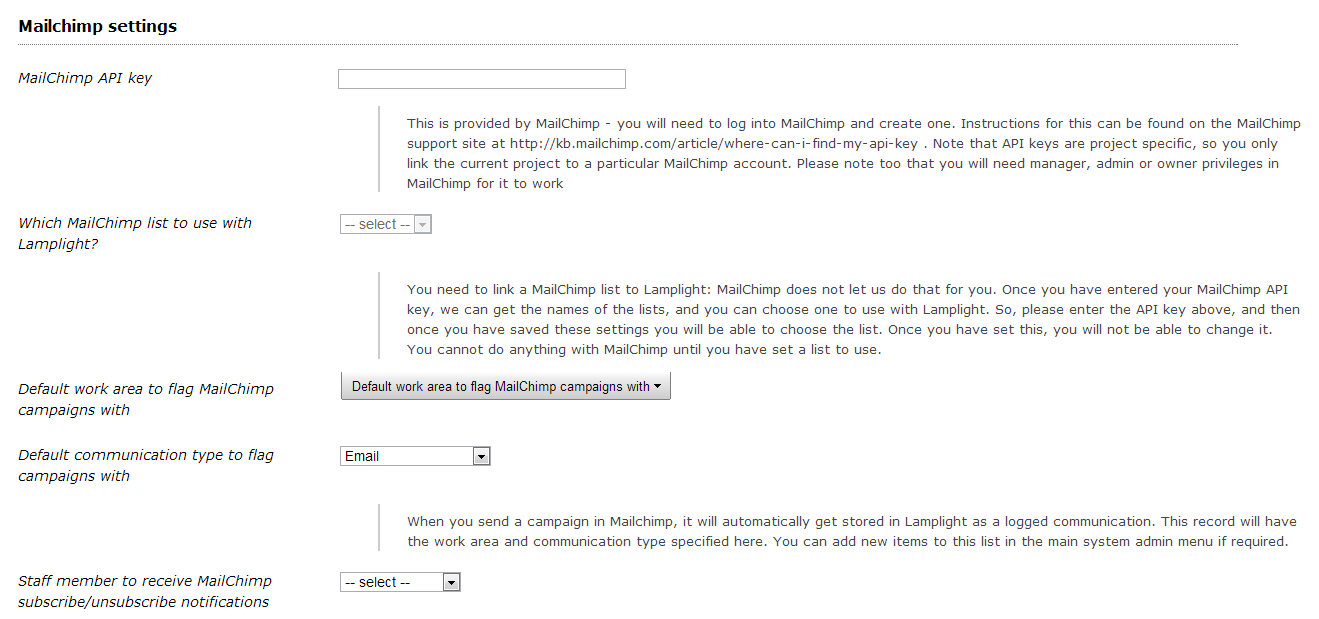 Mailchimp settings
MailChimp API key
This is provided by MailChimp - you will need to log into MailChimp and create one. Instructions for this can be found on the MailChimp
support site at http://kb.mailchimp.com/article/where-can-i-find-my-api-key . Note that API keys are project specific, so you only
link the current project to a particular MailChimp account. Please note too that you will need manager, admin or owner privileges in
MailChimp for it to work
Which MailChimp list to use with
Lamplight?
-- select --
You need to link a MailChimp list to Lamplight: MailChimp does not let us do that for you. Once you have entered your MailChimp API
key, we can get the names of the lists, and you can choose one to use with Lamplight. So, please enter the API key above, and then
once you have saved these settings you will be able to choose the list. Once you have set this, you will not be able to change it.
You cannot do anything with MailChimp until you have set a list to use.
Default work area to flag MailChimp
campaigns with
Default work area to flag MailChimp campaigns with
Default communication type to flag
campaigns with
Email
When you send a campaign in Mailchimp, it will automatically get stored in Lamplight as a logged communication. This record will have
the work area and communication type specified here. You can add new items to this list in the main system admin menu if required.
Staff member to receive MailChimp
subscribe/unsubscribe notifications
-- select --